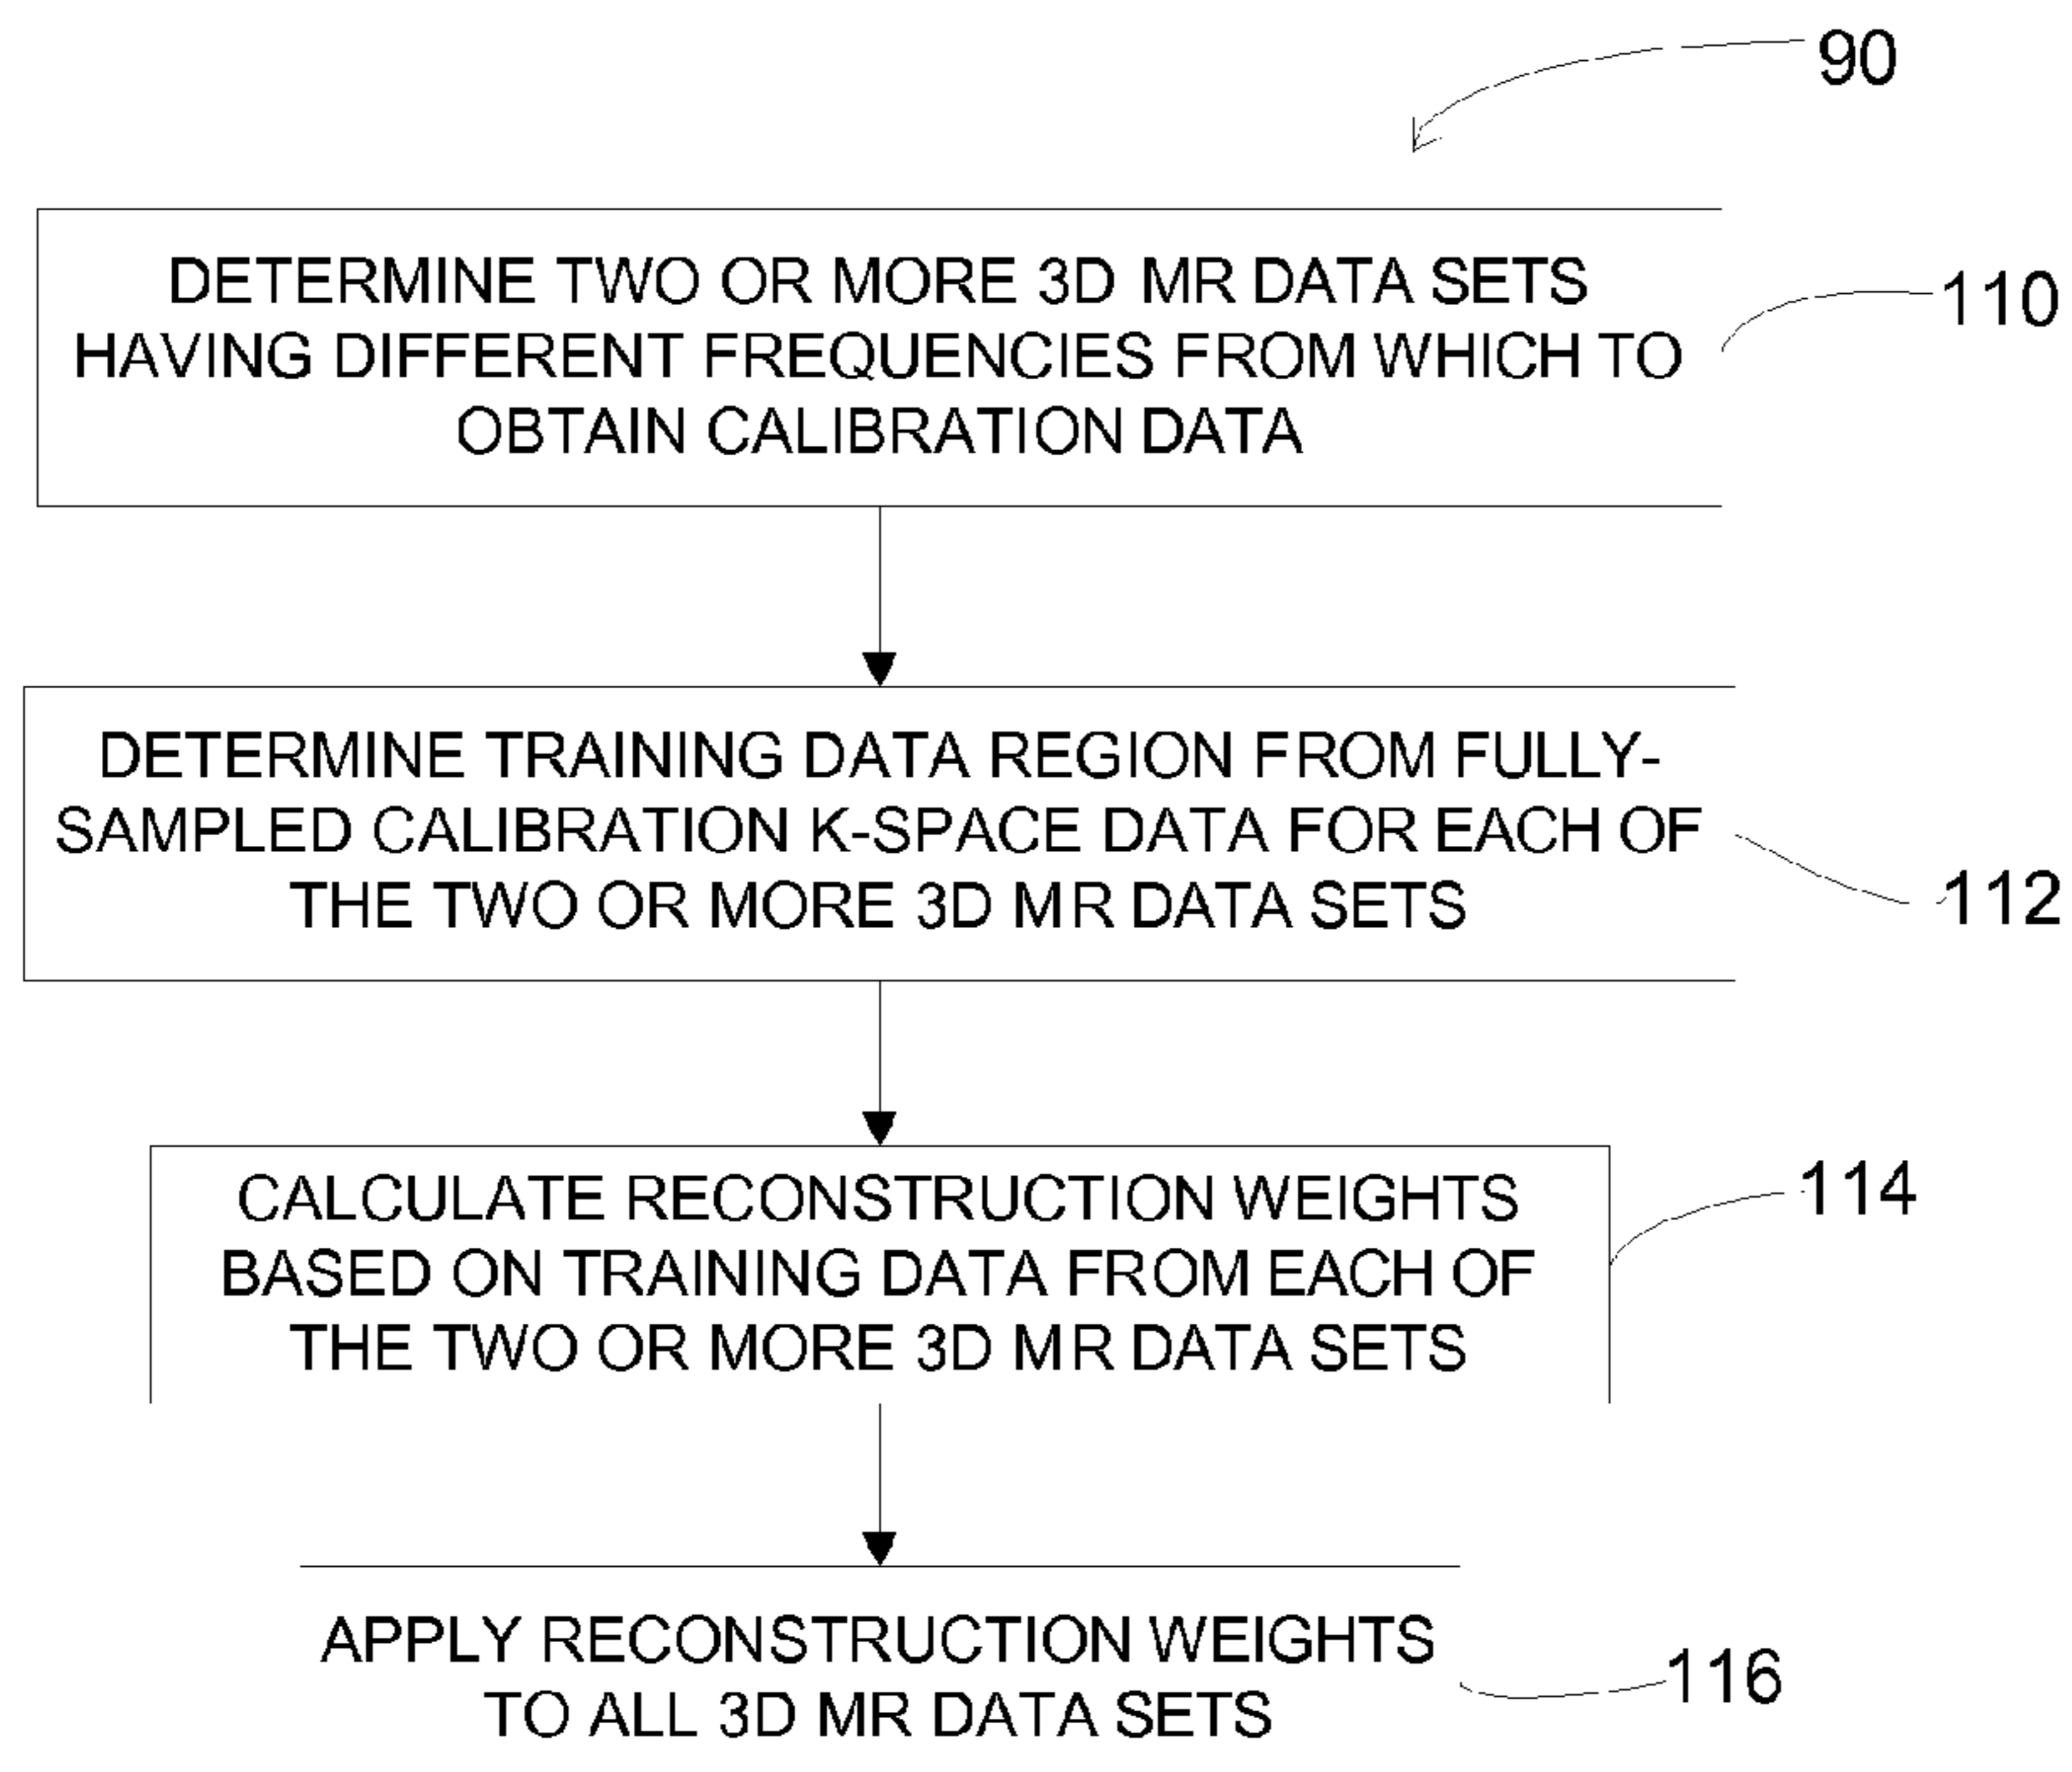 90
DETERMINE TWO OR MORE 3D MR DATA SETS
HAVING DIFFERENT FREQUENCIES FROM WHICH TO
OBTAIN CALIBRATION DATA
110
DETERMINE TRAINING DATA REGION FROM FULLY-
SAMPLED CALIBRATION K-SPACE DATA FOR EACH OF
THE TWO OR MORE 3D MR DATA SETS
112
CALCULATE RECONSTRUCTION WEIGHTS
BASED ON TRAINING DATA FROM EACH OF
THE TWO OR MORE 3D MR DATA SETS
114
APPLY RECONSTRUCTION WEIGHTS
TO ALL 3D MR DATA SETS
116